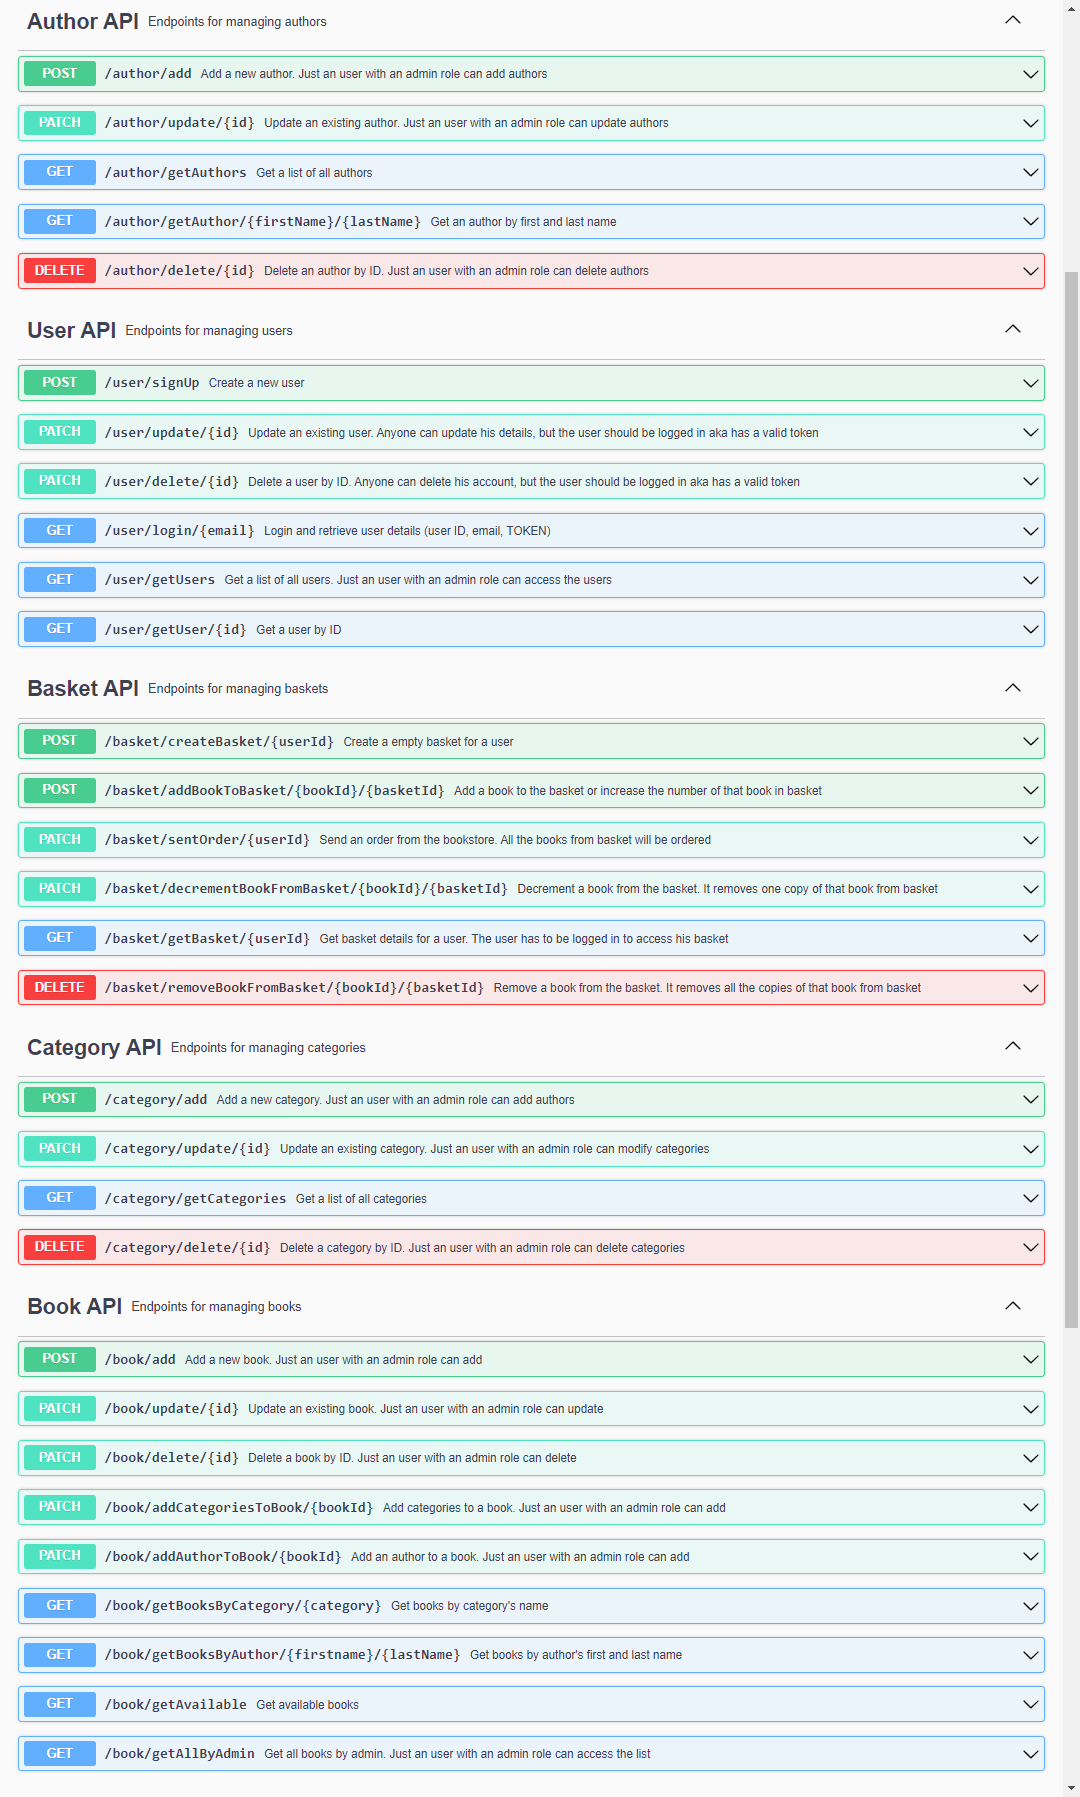 Author API Endpoints for managing authors
POST /author/add Add a new author. Just an user with an admin role can add authors
PATCH /author/update/{id} Update an existing author. Just an user with an admin role can update authors
GET /author/getAuthors Get a list of all authors
GET /author/getAuthor/{firstName}/{lastName} Get an author by first and last name
DELETE /author/delete/{id} Delete an author by ID. Just an user with an admin role can delete authors
User API Endpoints for managing users
POST /user/signUp Create a new user
PATCH /user/update/{id} Update an existing user. Anyone can update his details, but the user should be logged in aka has a valid token
PATCH /user/delete/{id} Delete a user by ID. Anyone can delete his account, but the user should be logged in aka has a valid token
GET /user/login/{email} Login and retrieve user details (user ID, email, TOKEN)
GET /user/getUsers Get a list of all users. Just an user with an admin role can access the users
GET /user/getUser/{id} Get a user by ID
Basket API Endpoints for managing baskets
POST /basket/createBasket/{userId} Create a empty basket for a user
POST /basket/addBookToBasket/{bookId}/{basketId} Add a book to the basket or increase the number of that book in basket
PATCH /basket/sentOrder/{userId} Send an order from the bookstore. All the books from basket will be ordered
PATCH /basket/decrementBookFromBasket/{bookId}/{basketId} Decrement a book from the basket. It removes one copy of that book from basket
GET /basket/getBasket/{userId} Get basket details for a user. The user has to be logged in to access his basket
DELETE /basket/removeBookFromBasket/{bookId}/{basketId} Remove a book from the basket. It removes all the copies of that book from basket
Category API Endpoints for managing categories
POST /category/add Add a new category. Just an user with an admin role can add authors
PATCH /category/update/{id} Update an existing category. Just an user with an admin role can modify categories
GET /category/getCategories Get a list of all categories
DELETE /category/delete/{id} Delete a category by ID. Just an user with an admin role can delete categories
Book API Endpoints for managing books
POST /book/add Add a new book. Just an user with an admin role can add
PATCH /book/update/{id} Update an existing book. Just an user with an admin role can update
PATCH /book/delete/{id} Delete a book by ID. Just an user with an admin role can delete
PATCH /book/addCategoriesToBook/{bookId} Add categories to a book. Just an user with an admin role can add
PATCH /book/addAuthorToBook/{bookId} Add an author to a book. Just an user with an admin role can add
GET /book/getBooksByCategory/{category} Get books by category's name
GET /book/getBooksByAuthor/{firstname}/{lastName} Get books by author's first and last name
GET /book/getAvailable Get available books
GET /book/getAllByAdmin Get all books by admin. Just an user with an admin role can access the list